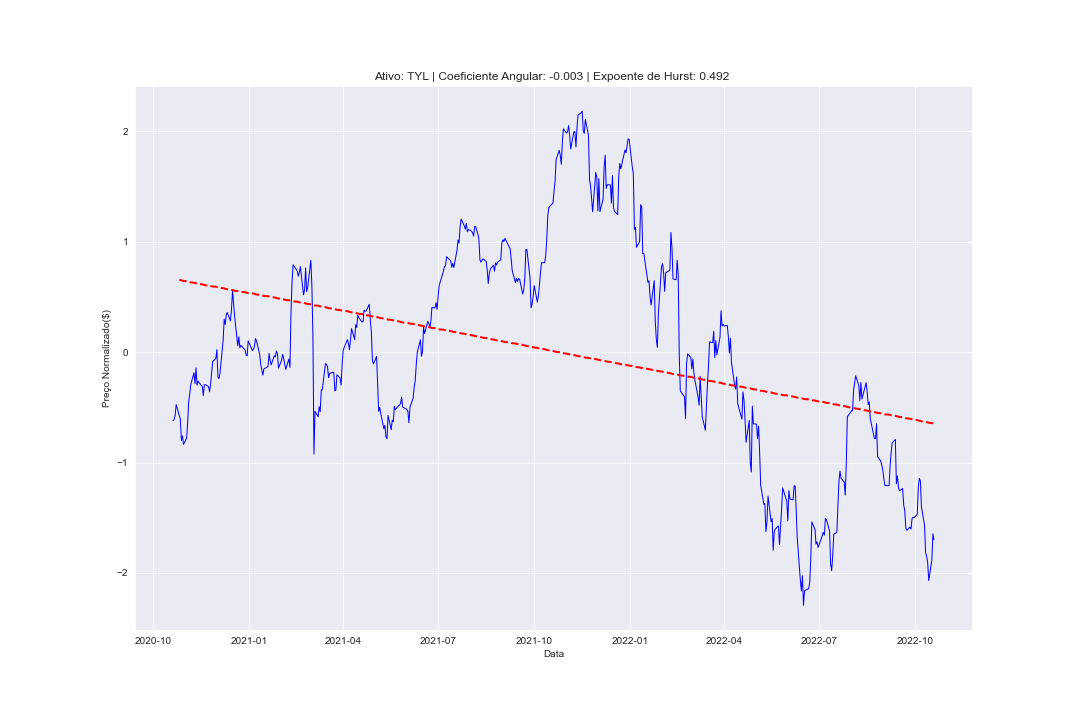 Ativo: TYL | Coeficiente Angular: -0.003 | Expoente de Hurst: 0.492
Preço Normalizado($)
2
1
0
−1
−2
2020-10 2021-01 2021-04 2021-07 2021-10 2022-01 2022-04 2022-07 2022-10
Data